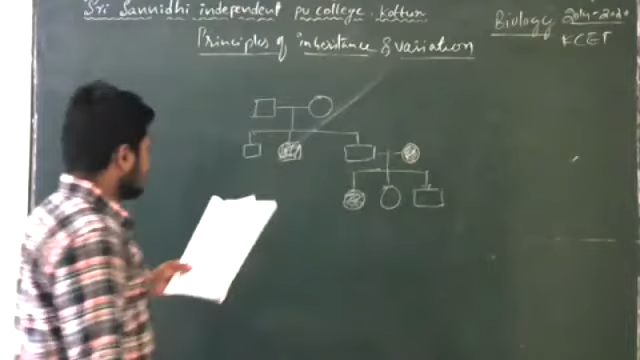 Sri Sannidhi independent pu college. Kottur
Biology 2019-2020
KCET
Principles of inheritance & variation